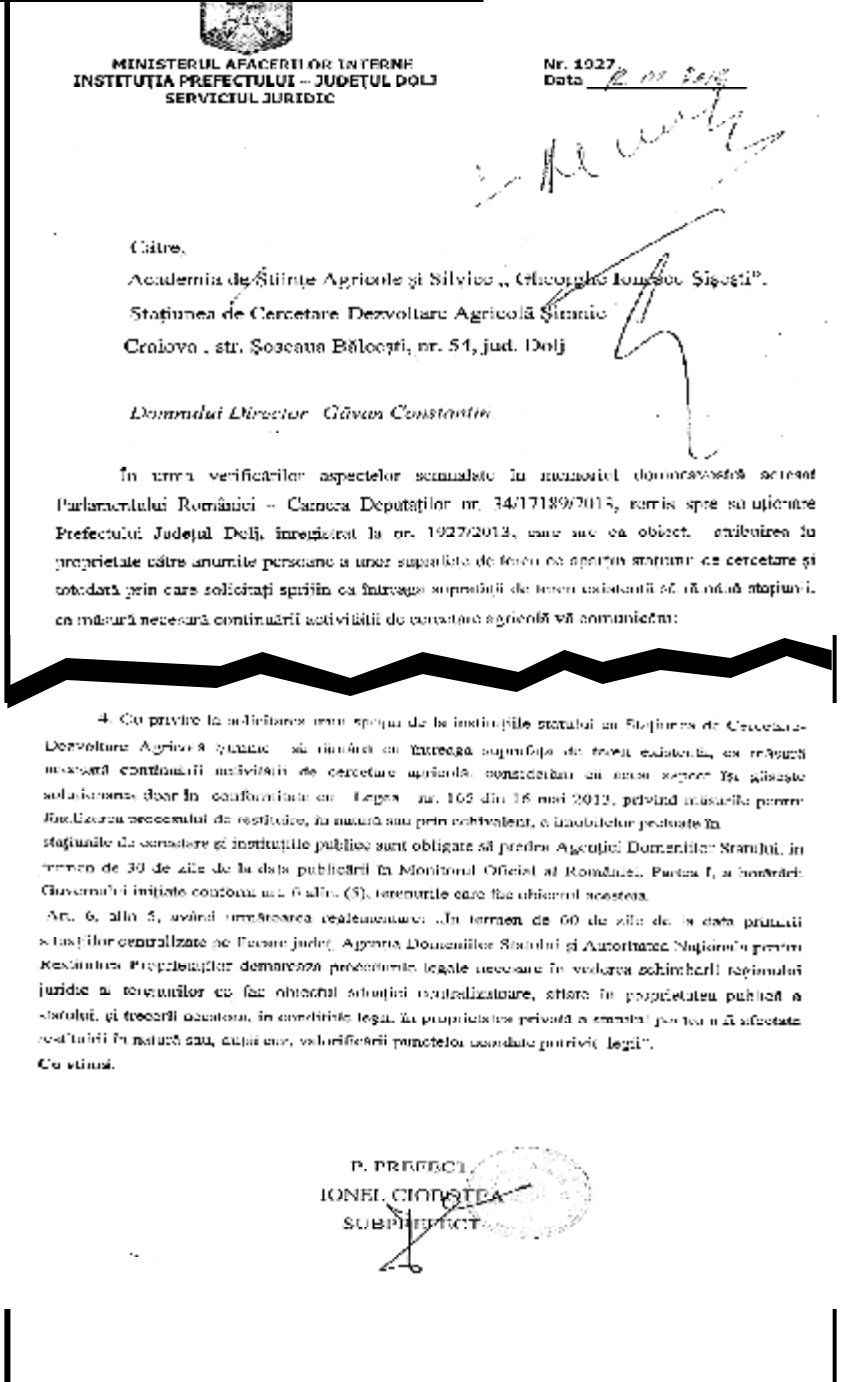 MINISTERUL AFACERILOR INTERNE
INSTITUȚIA PREFECTULUI – JUDEȚUL DOLJ
SERVICIUL JURIDIC
Nr. 1927
Data
Către,
Academia de Științe Agricole și Silvice „ Gheorghe Ionescu Șișești”.
Stațiunea de Cercetare Dezvoltare Agricolă Șimnic
Craiova , str. Șoseaua Bălcești, nr. 54, jud. Dolj
Domnului Director Găvan Constantin
În urma verificărilor aspectelor semnalate în memoriul dumneavostră adresat
Parlamentului României – Camera Deputaților nr. 34/17189/2013, remis spre soluționare
Prefectului Județul Dolj, înregistrat la nr. 1927/2013, care are ca obiect, atribuirea în
proprietate către anumite persoane a unor suprafețe de teren ce aparțin stațiunii de cercetare și
totodată prin care solicitați sprijin ca întreaga suprafață de teren existentă să rămână stațiunii,
ca măsură necesară continuării activității de cercetare agricolă vă comunicăm:
4. Cu privire la solicitarea unui sprijin de la instituțiile statului ca Stațiunea de Cercetare-
Dezvoltare Agricolă Șimnic să rămână cu întreaga suprafața de teren existentă, ca măsură
necesară continuării activității de cercetare agricolă, considerăm că acest aspect își găsește
soluționarea doar în conformitate cu Legea nr. 165 din 16 mai 2013, privind măsurile pentru
finalizarea procesului de restituire, în natură sau prin echivalent, a imobilelor preluate în
stațiunile de cercetare și instituțiile publice sunt obligate să predea Agenției Domeniilor Statului, în
termen de 30 de zile de la data publicării în Monitorul Oficial al României, Partea I, a hotărârii
Guvernului inițiate conform art. 6 alin. (5), terenurile care fac obiectul acesteia.
Art. 6, alin 5, având următoarea reglementare: „În termen de 60 de zile de la data primirii
situațiilor centralizate pe fiecare județ, Agenția Domeniilor Statului și Autoritatea Națională pentru
Restituirea Proprietăților demarează procedurile legale necesare în vederea schimbării regimului
juridic al terenurilor ce fac obiectul situației centralizatoare, aflate în proprietatea publică a
statului, și trecerii acestora, în condițiile legii, în proprietatea privată a statului pentru a fi afectate
restituirii în natură sau, după caz, valorificării punctelor acordate potrivit legii”.
Cu stimă,
P. PREFECT,
IONEL CIOBOTEA
SUBPREFECT